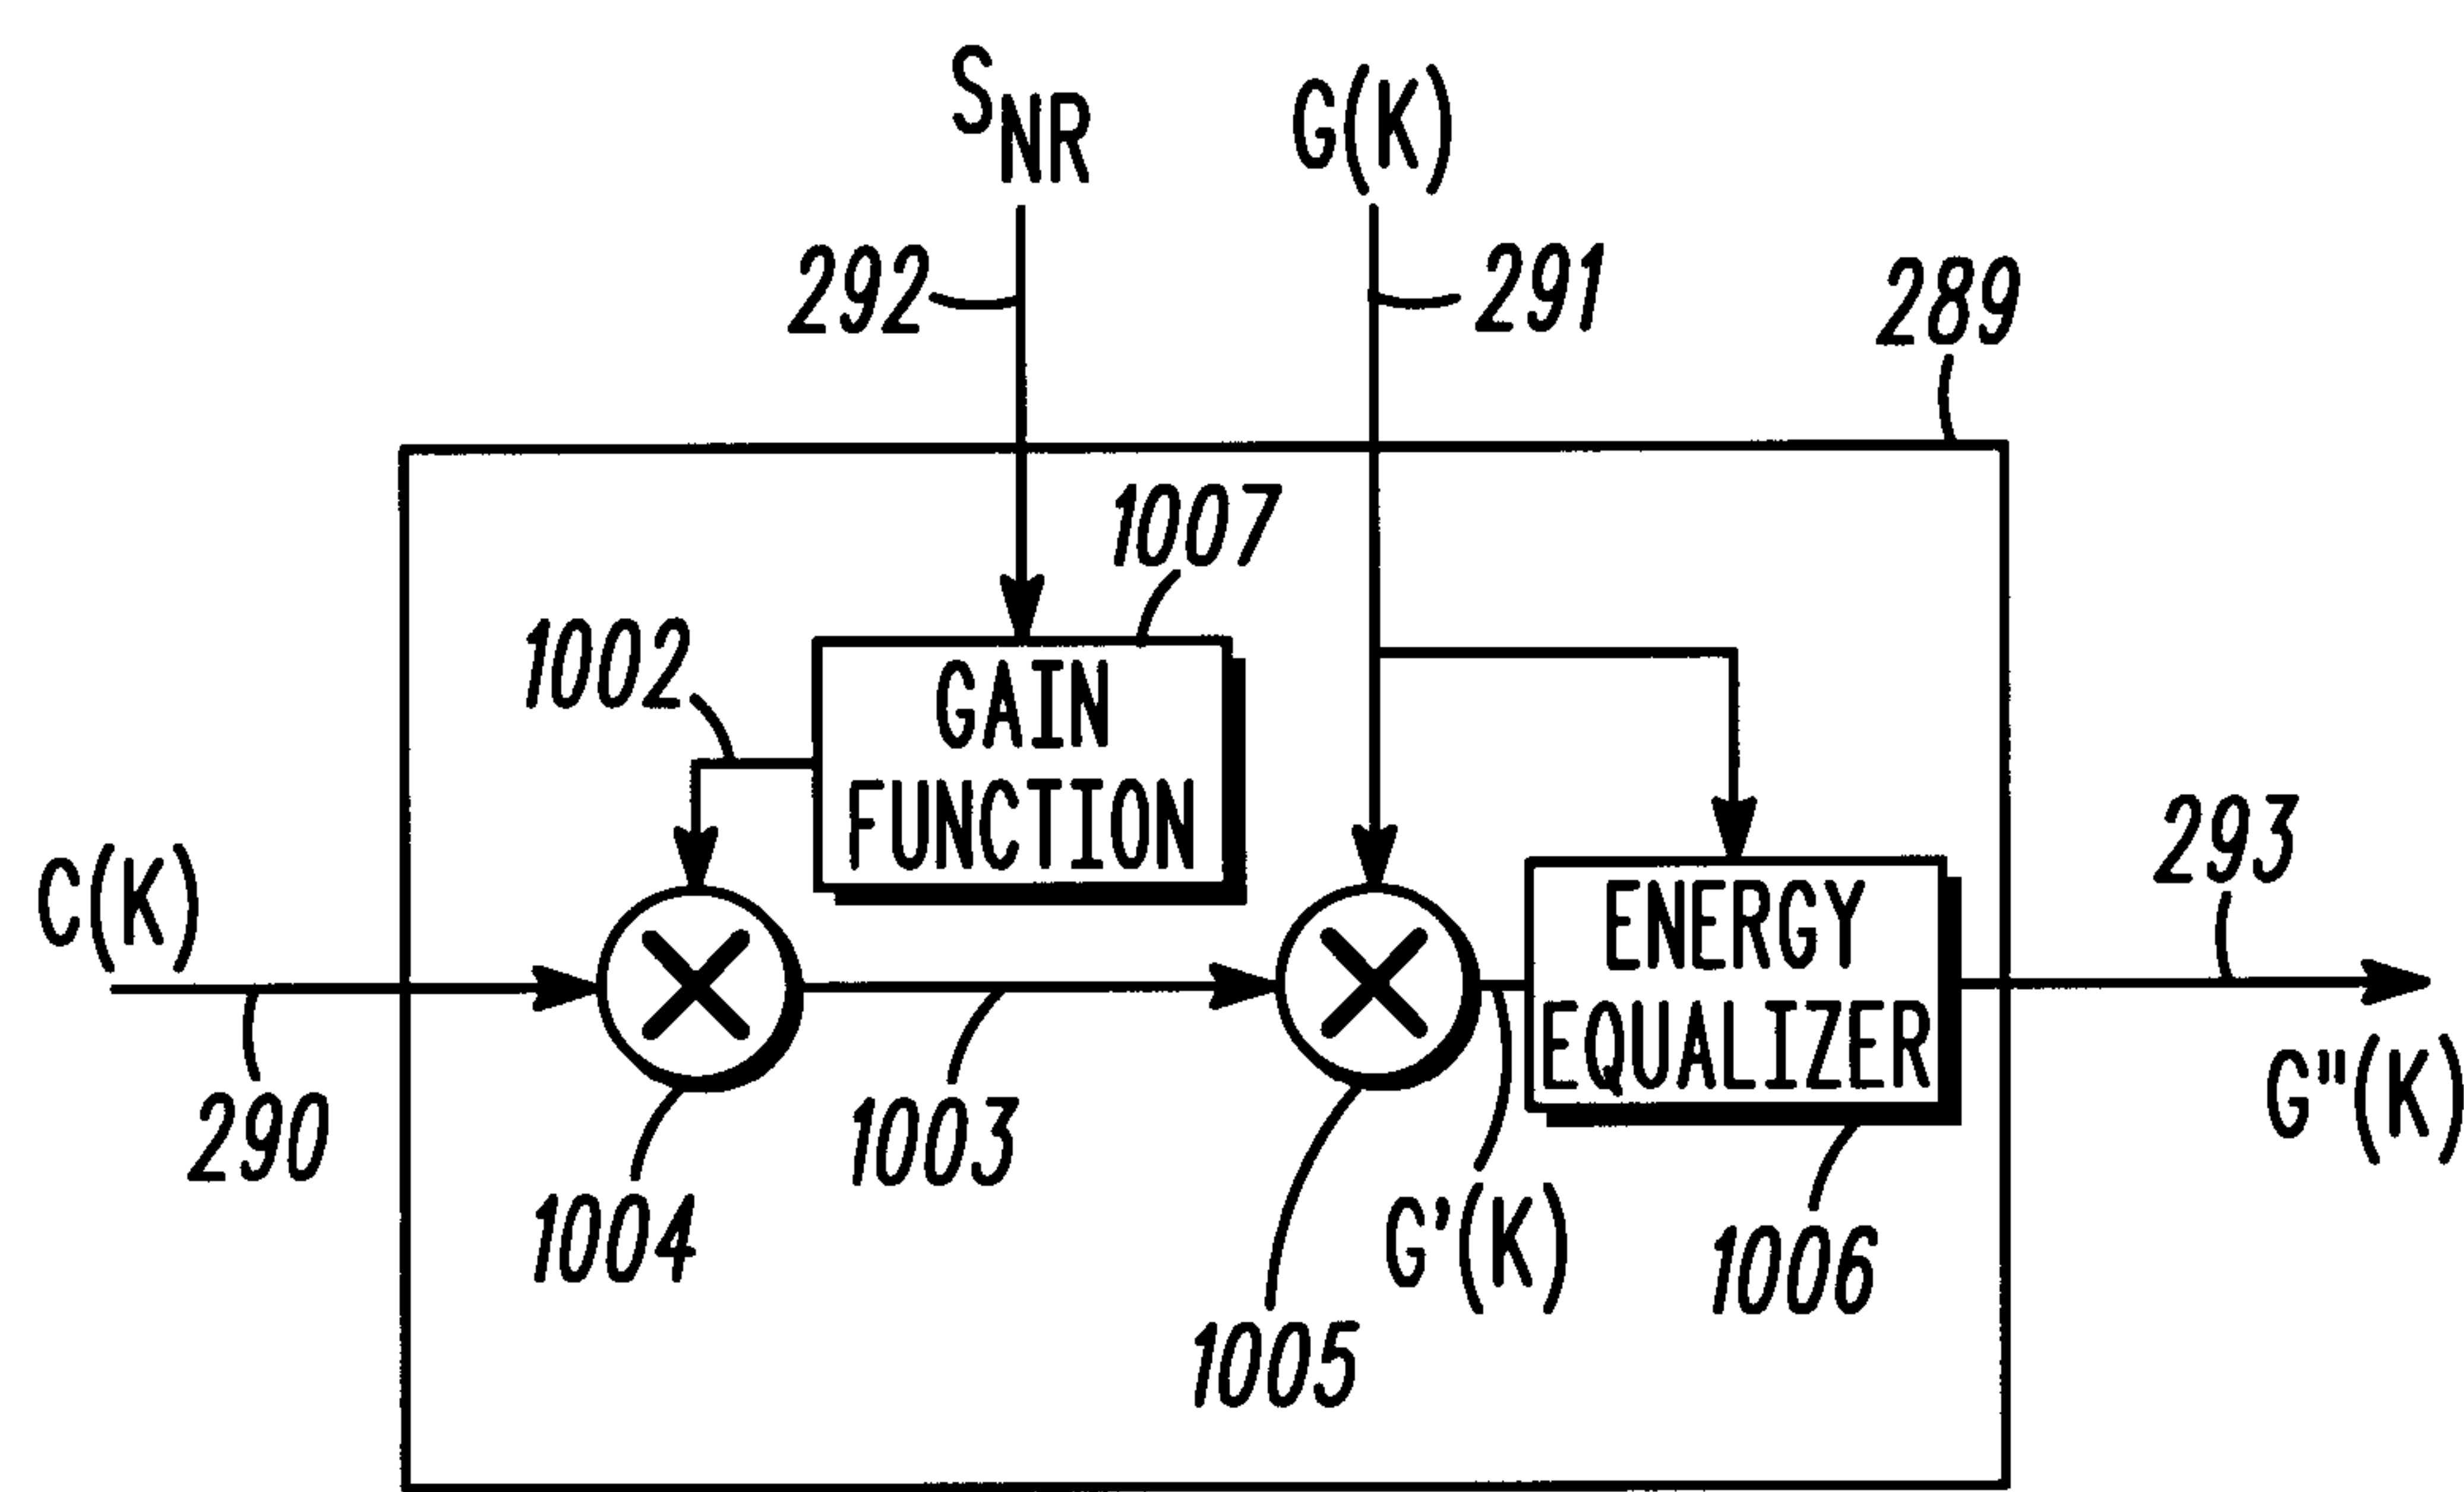 S_NR
G(K)
292
291
289
1007
1002
GAIN
FUNCTION
C(K)
293
ENERGY
EQUALIZER
G"(K)
290
1003
1004
G'(K)
1006
1005